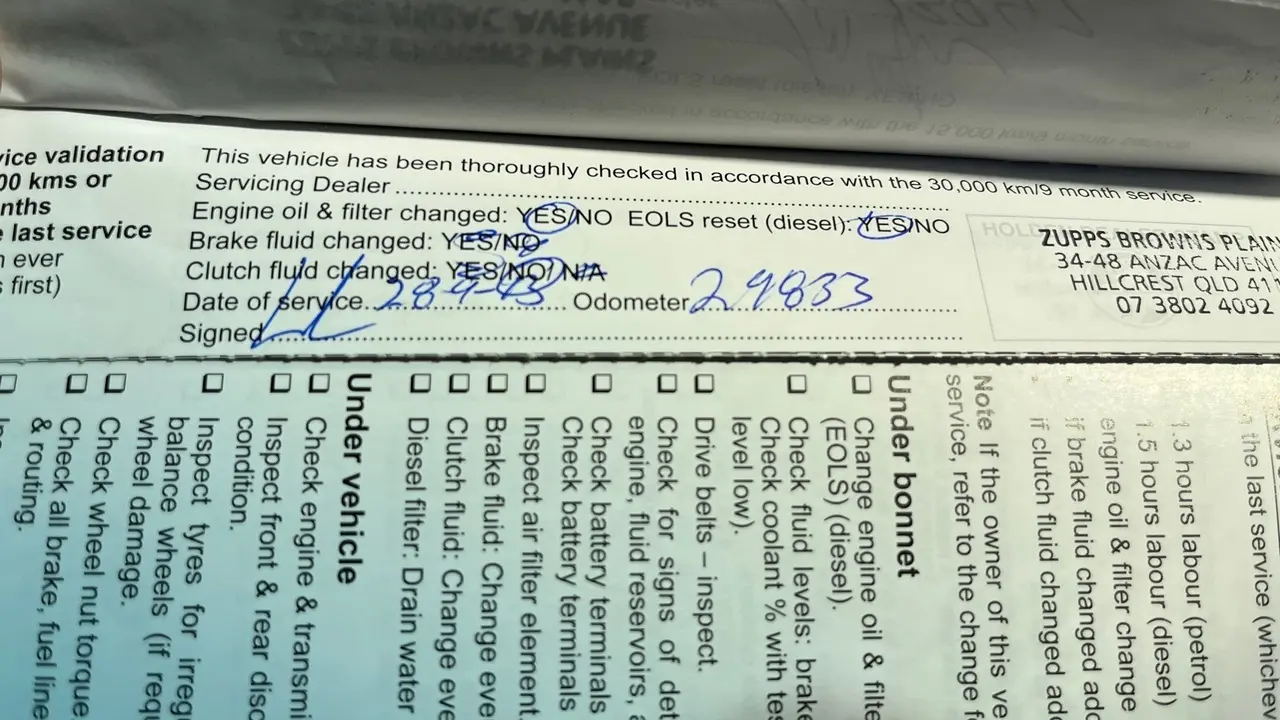 vice validation
00 kms or
nths
e last service
n ever
s first)
This vehicle has been thoroughly checked in accordance with the 30,000 km/9 month service.
Servicing Dealer
Engine oil & filter changed: YES/NO EOLS reset (diesel): YES/NO
Brake fluid changed: YES/NO
Clutch fluid changed: YES/NO/ N/A
Date of service Odometer 29833
Signed
ZUPPS BROWNS PLAIN
34-48 ANZAC AVENU
HILLCREST QLD 411
07 3802 4092
n the last service (whichev
1.3 hours labour (petrol)
1.5 hours labour (diesel)
engine oil & filter change
if brake fluid changed add
if clutch fluid changed add
Note If the owner of this ve
service, refer to the change f
Under bonnet
Change engine oil & filte
(EOLS) (diesel).
Check fluid levels: brake
Check coolant % with tes
level low).
Drive belts – inspect.
Check for signs of det
engine, fluid reservoirs, a
Check battery terminals
Check battery terminals
Inspect air filter element.
Brake fluid: Change eve
Clutch fluid: Change eve
Diesel filter: Drain water
Under vehicle
Check engine & transmi
Inspect front & rear disc
condition.
Inspect tyres for irregu
balance wheels (if requ
wheel damage.
Check wheel nut torque
Check all brake, fuel line
& routing.